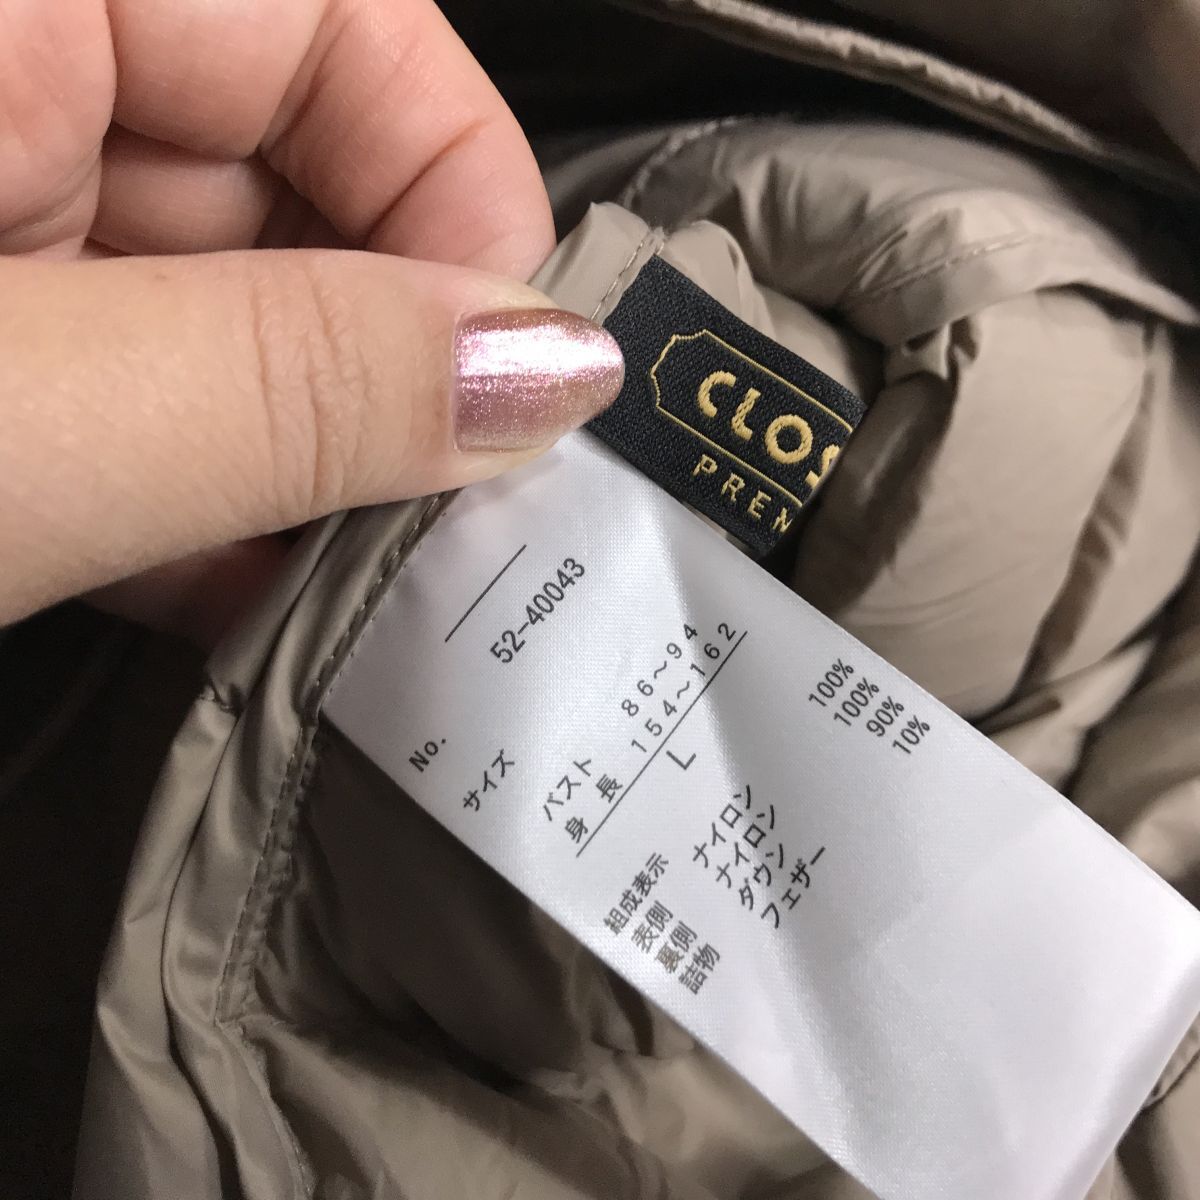 CLOS
PREM
No. 52-40043
サイズ
バスト 86～94
身長 154～162
L
組成表示
表側 ナイロン 100%
裏側 ナイロン 100%
詰物 ダウン 90%
フェザー 10%